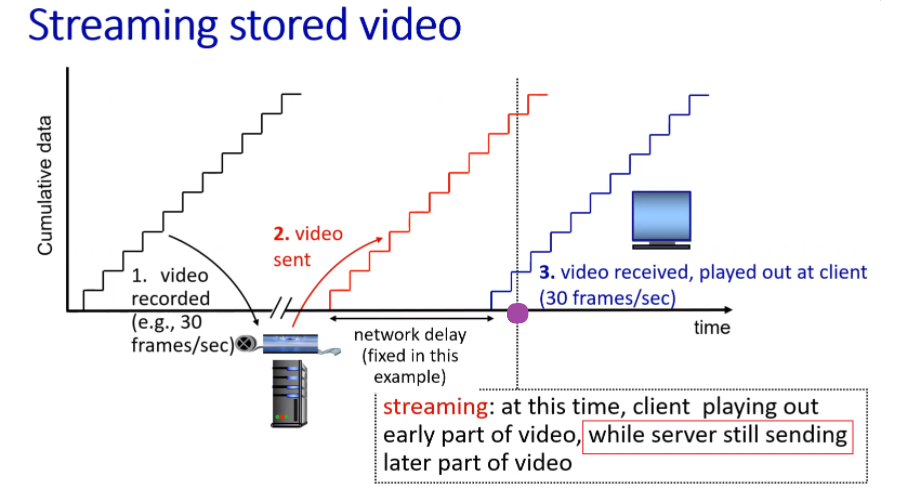 Streaming stored video
Cumulative data
1. video
recorded
(e.g., 30
frames/sec)
2. video
sent
3. video received, played out at client
(30 frames/sec)
time
network delay
(fixed in this
example)
streaming: at this time, client playing out
early part of video, while server still sending
later part of video